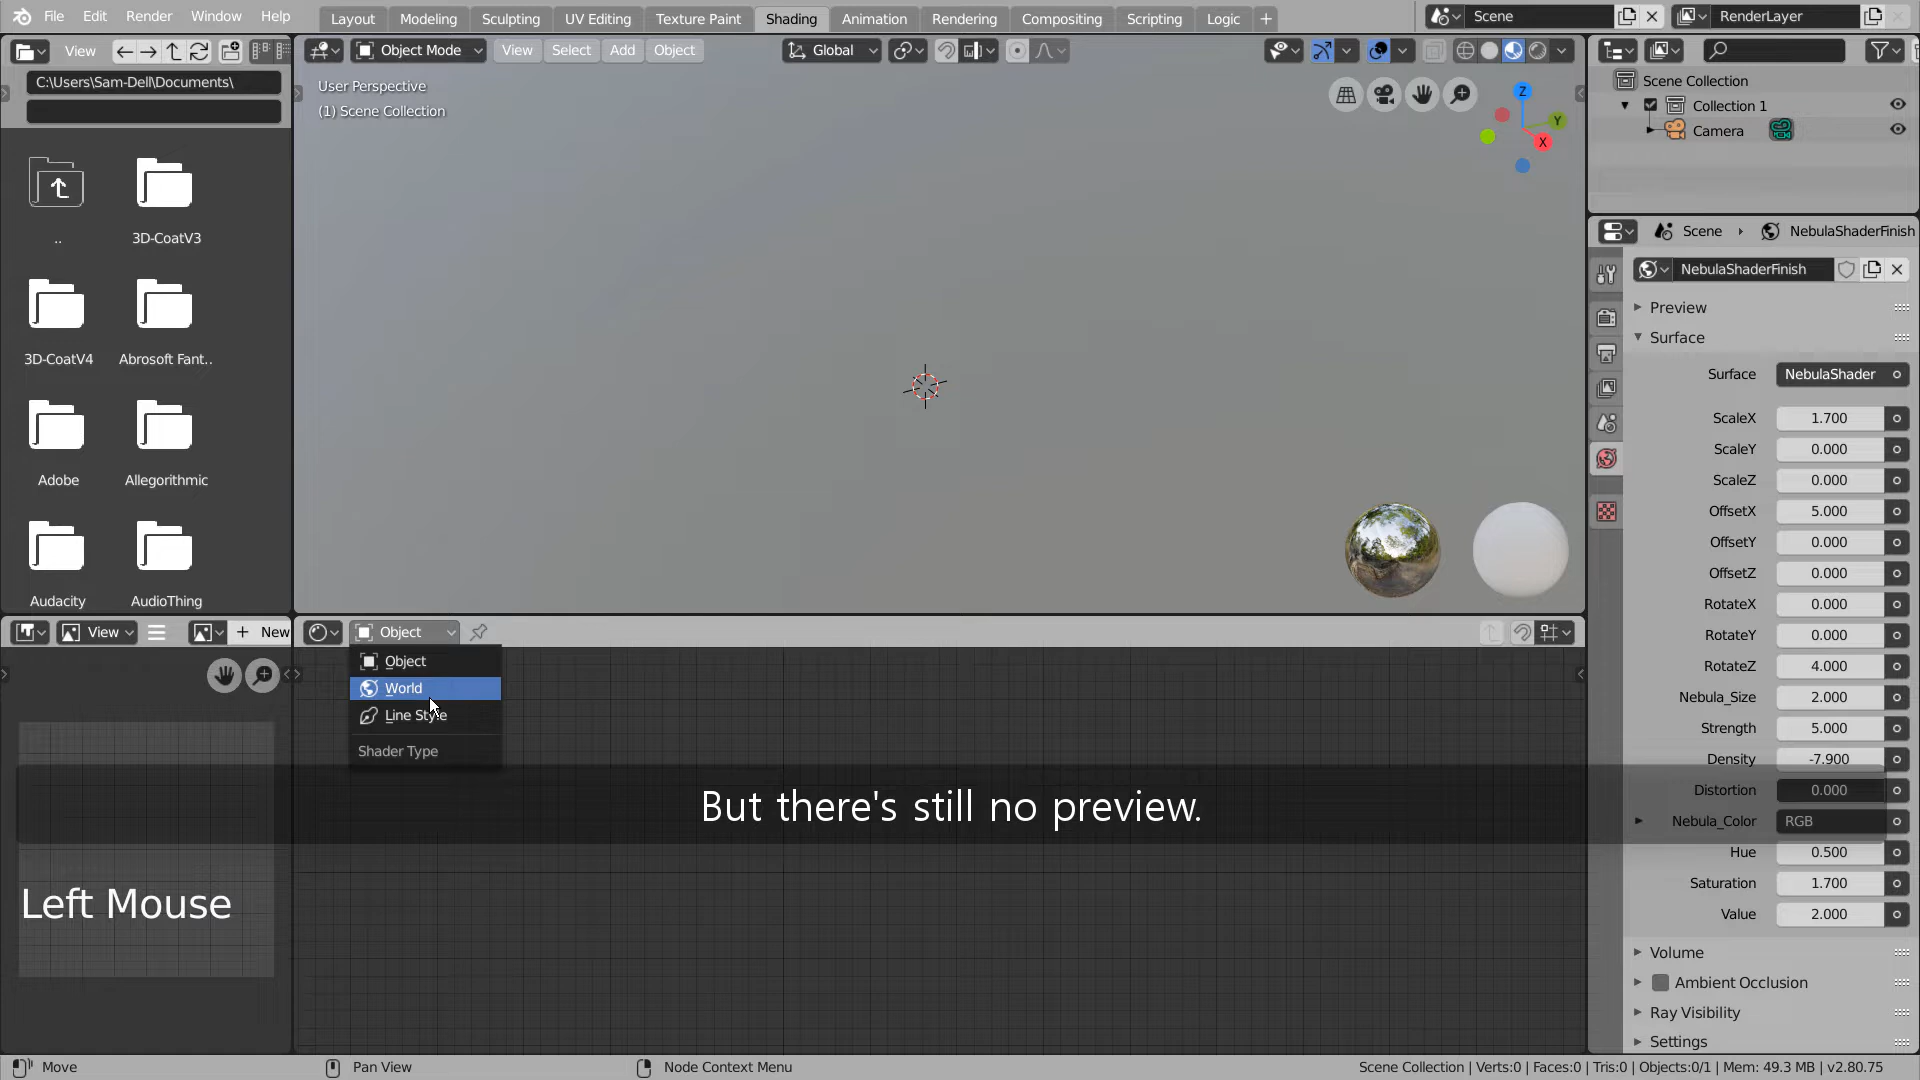 File Edit Render Window Help
Layout Modeling Sculpting UV Editing Texture Paint Shading Animation Rendering Compositing Scripting Logic +
Scene
RenderLayer
View
C:\Users\Sam-Dell\Documents\
..
3D-CoatV3
3D-CoatV4
Abrosoft Fant..
Adobe
Allegorithmic
Audacity
AudioThing
Object Mode View Select Add Object
Global
User Perspective
(1) Scene Collection
Z
Y
X
Scene Collection
Collection 1
Camera
Scene › NebulaShaderFinish
NebulaShaderFinish
Preview
Surface
Surface NebulaShader
ScaleX 1.700
ScaleY 0.000
ScaleZ 0.000
OffsetX 5.000
OffsetY 0.000
OffsetZ 0.000
RotateX 0.000
RotateY 0.000
RotateZ 4.000
Nebula_Size 2.000
Strength 5.000
Density -7.900
Distortion 0.000
Nebula_Color RGB
Hue 0.500
Saturation 1.700
Value 2.000
Volume
Ambient Occlusion
Ray Visibility
Settings
View
+ New
Object
Object
World
Line Style
Shader Type
But there's still no preview.
Left Mouse
Move
Pan View
Node Context Menu
Scene Collection | Verts:0 | Faces:0 | Tris:0 | Objects:0/1 | Mem: 49.3 MB | v2.80.75